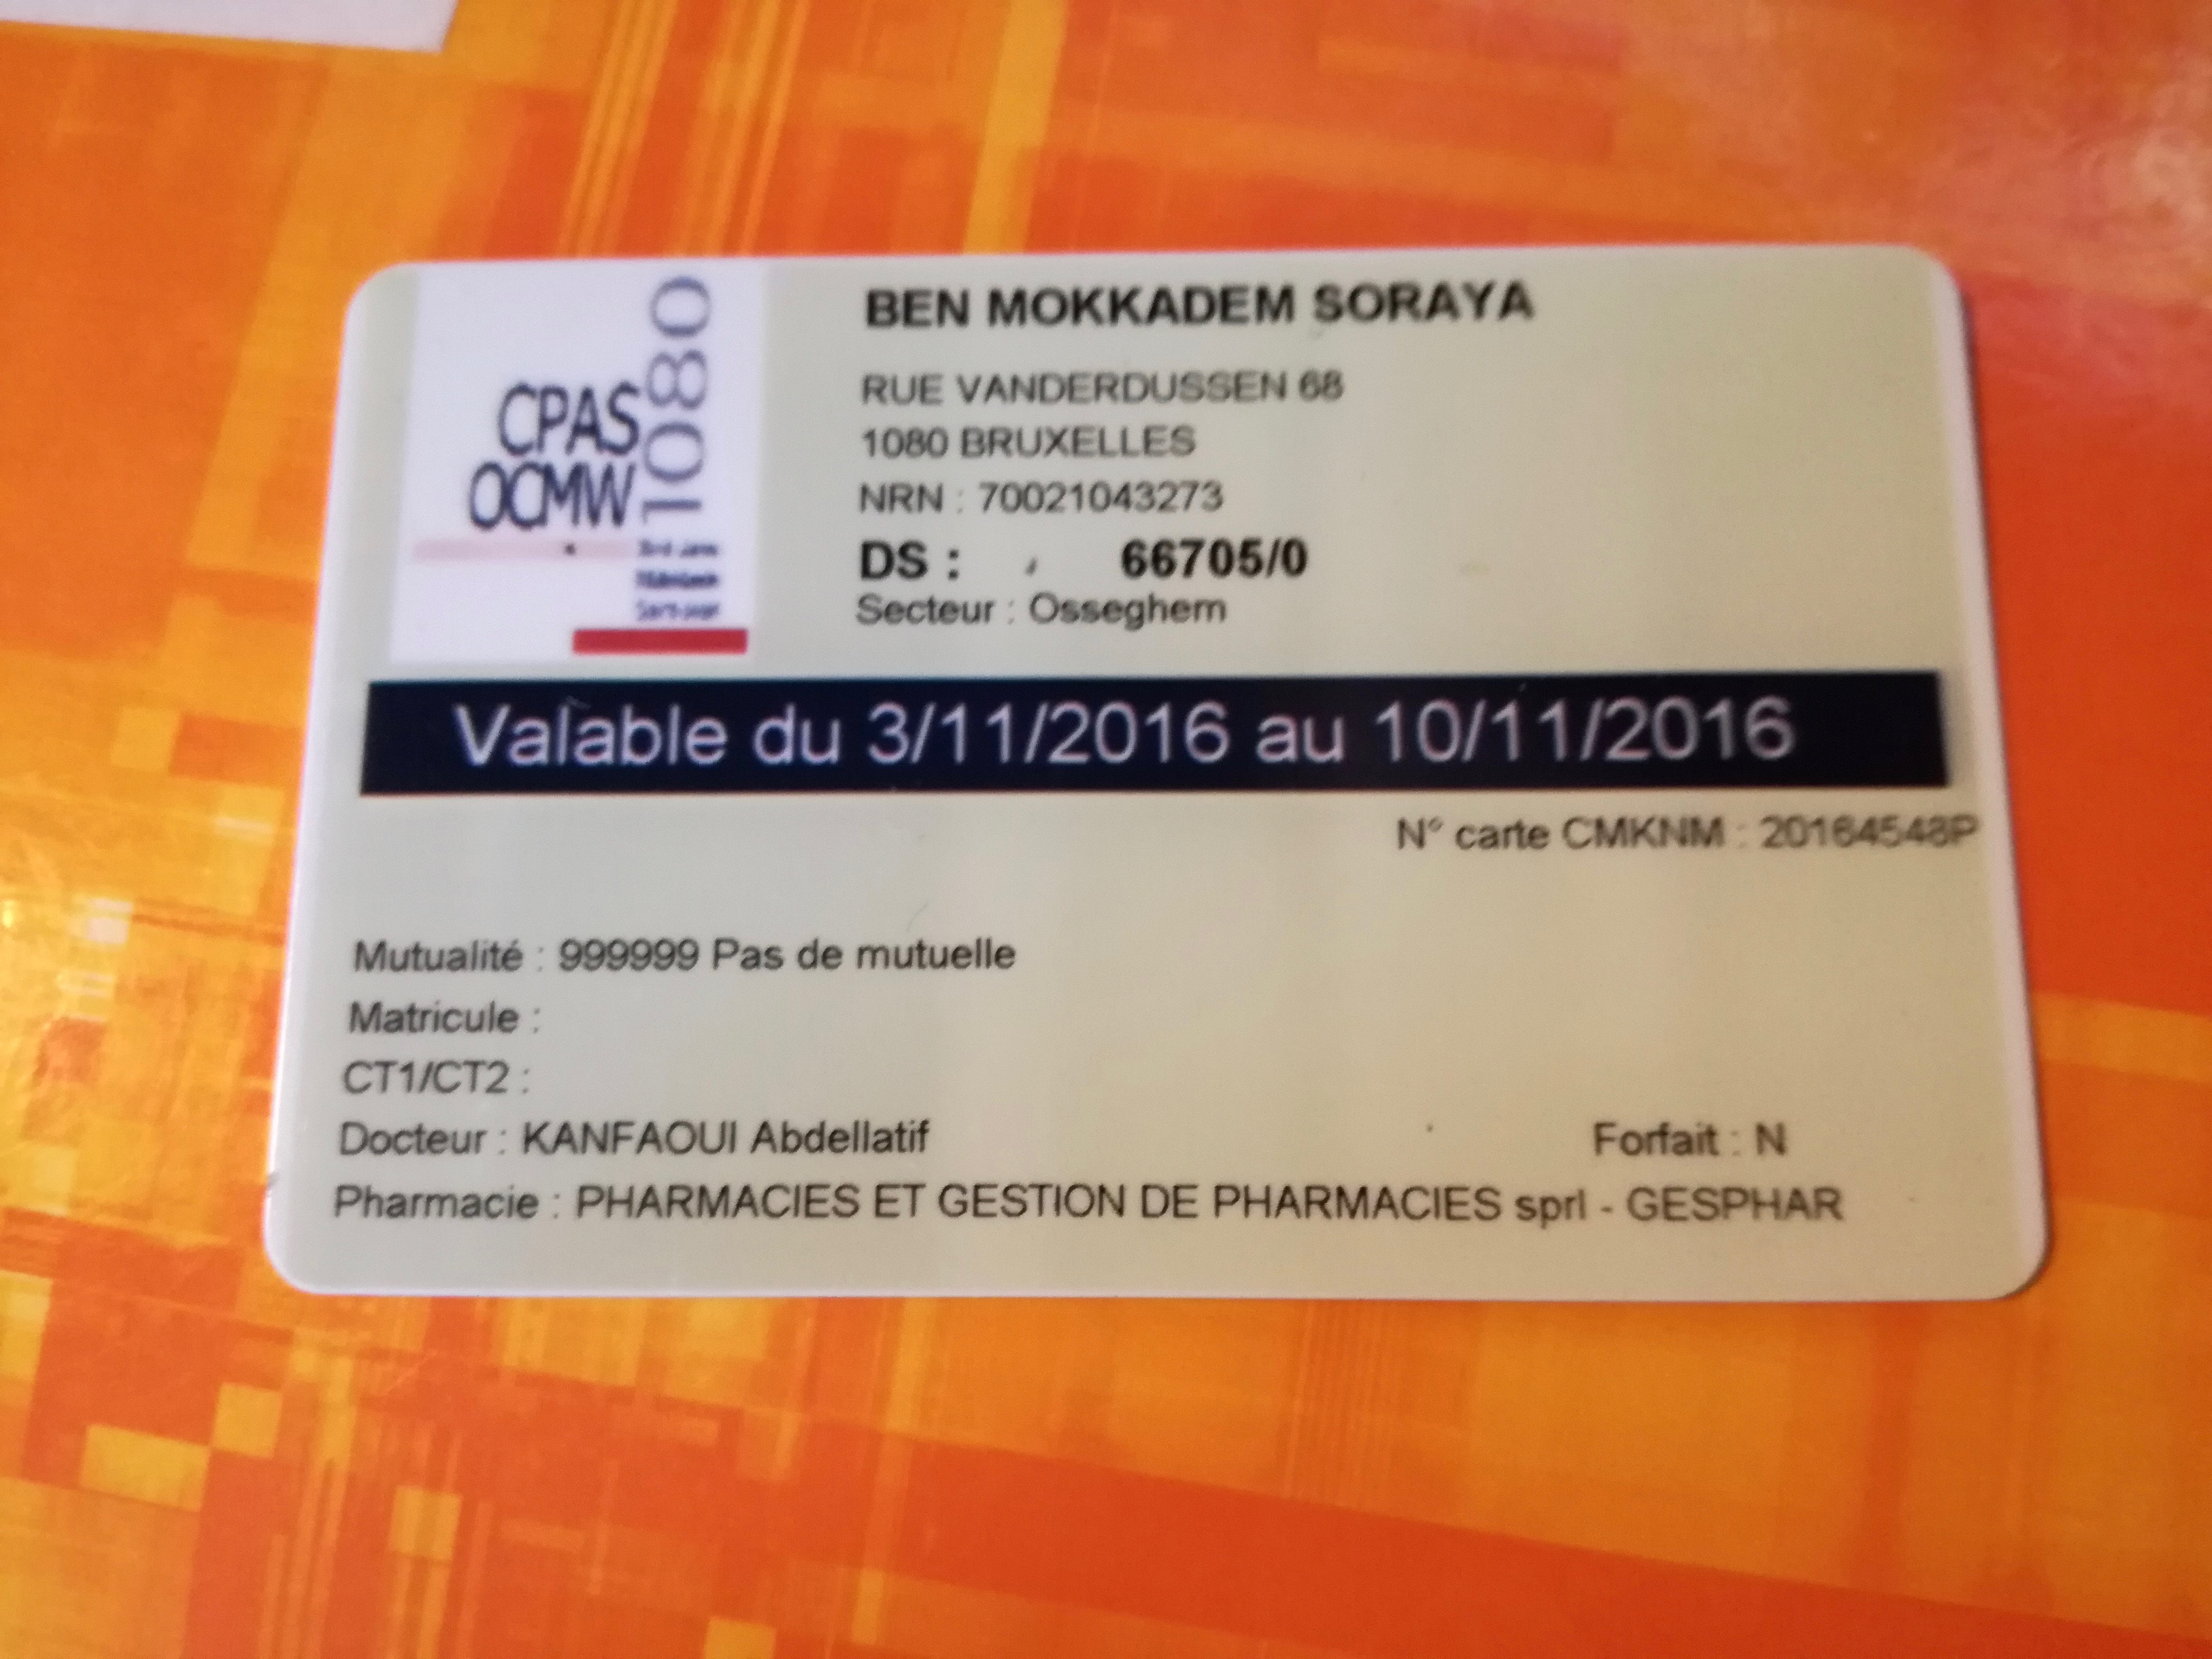 CPAS
OCMW
1080
BEN MOKKADEM SORAYA
RUE VANDERDUSSEN 68
1080 BRUXELLES
NRN : 70021043273
DS : 66705/0
Secteur : Osseghem
Valable du 3/11/2016 au 10/11/2016
N° carte CMKNM : 20164548P
Mutualité : 999999 Pas de mutuelle
Matricule :
CT1/CT2 :
Docteur : KANFAOUI Abdellatif
Forfait : N
Pharmacie : PHARMACIES ET GESTION DE PHARMACIES sprl - GESPHAR